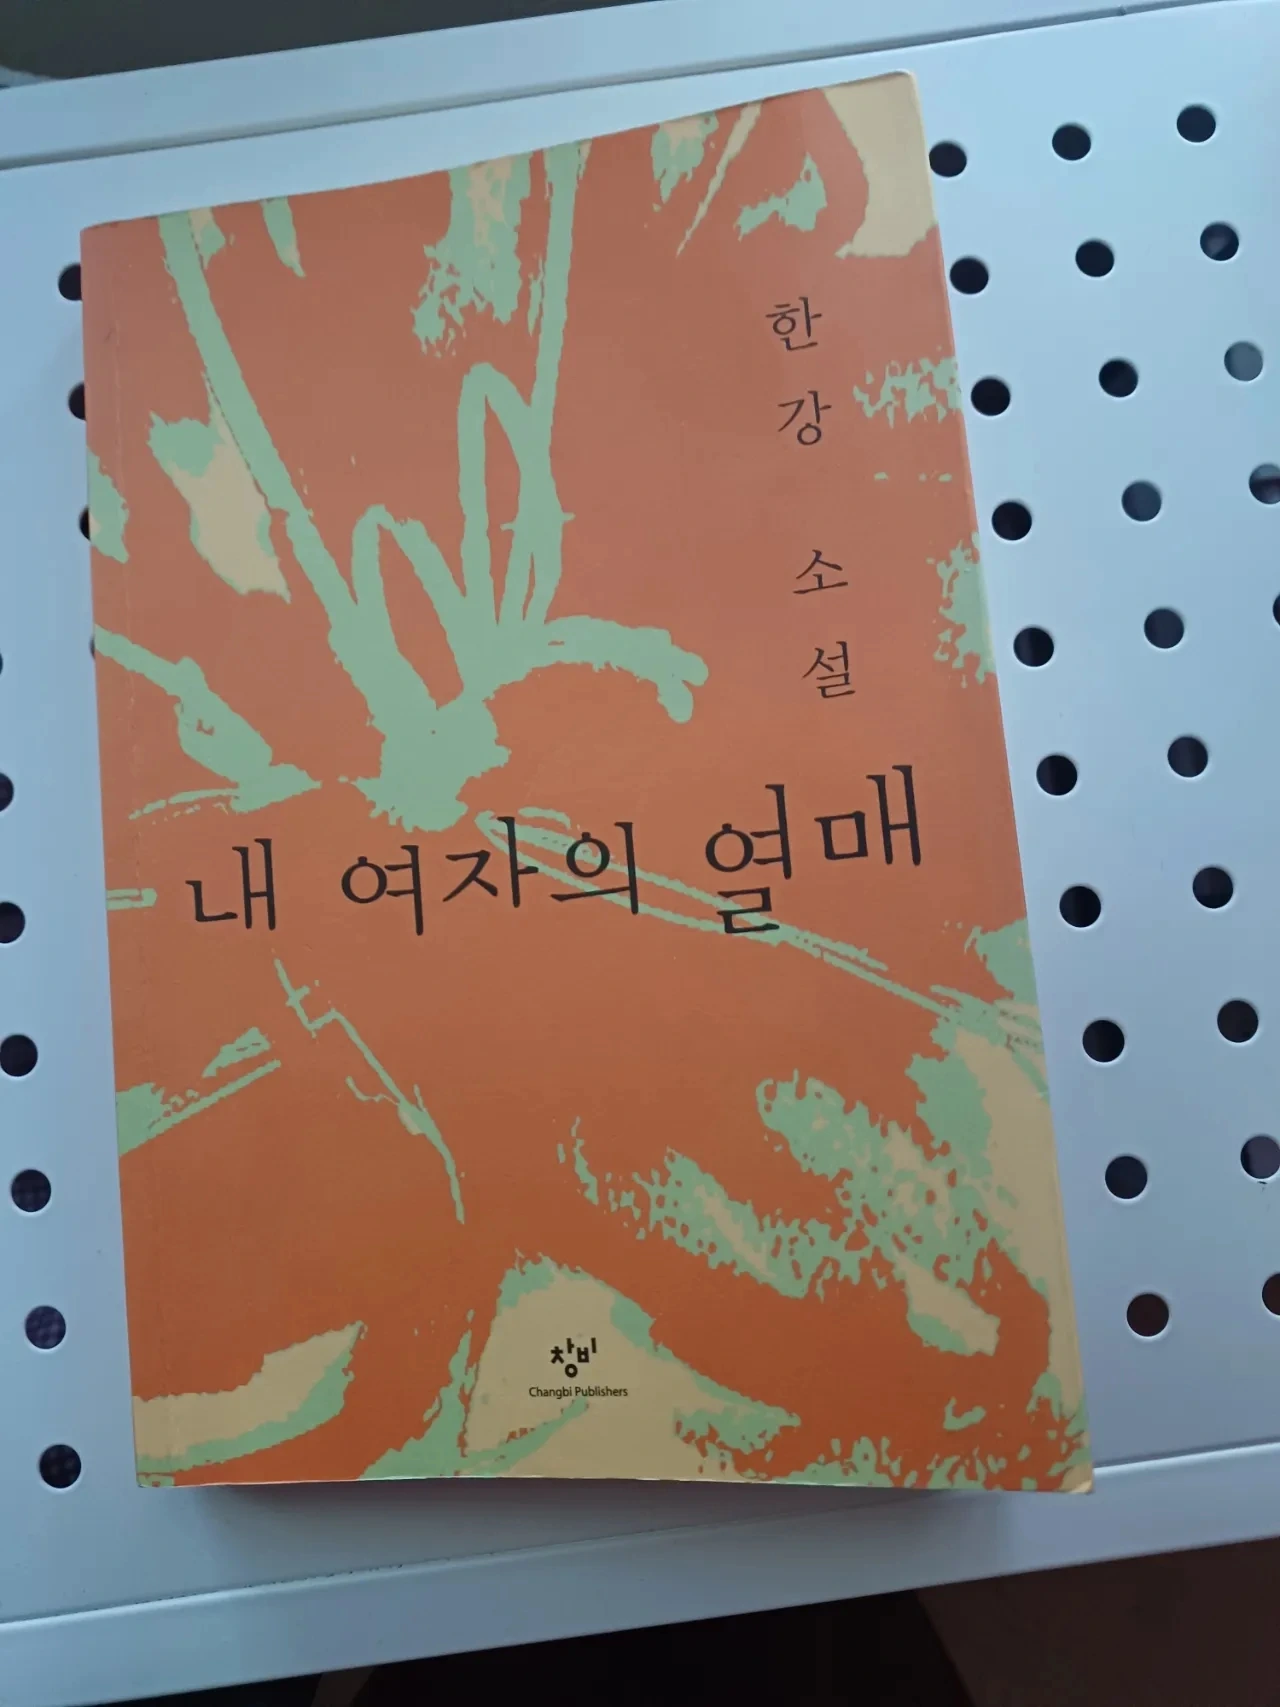 한강 소설
내 여자의 열매
창비
Changbi Publishers